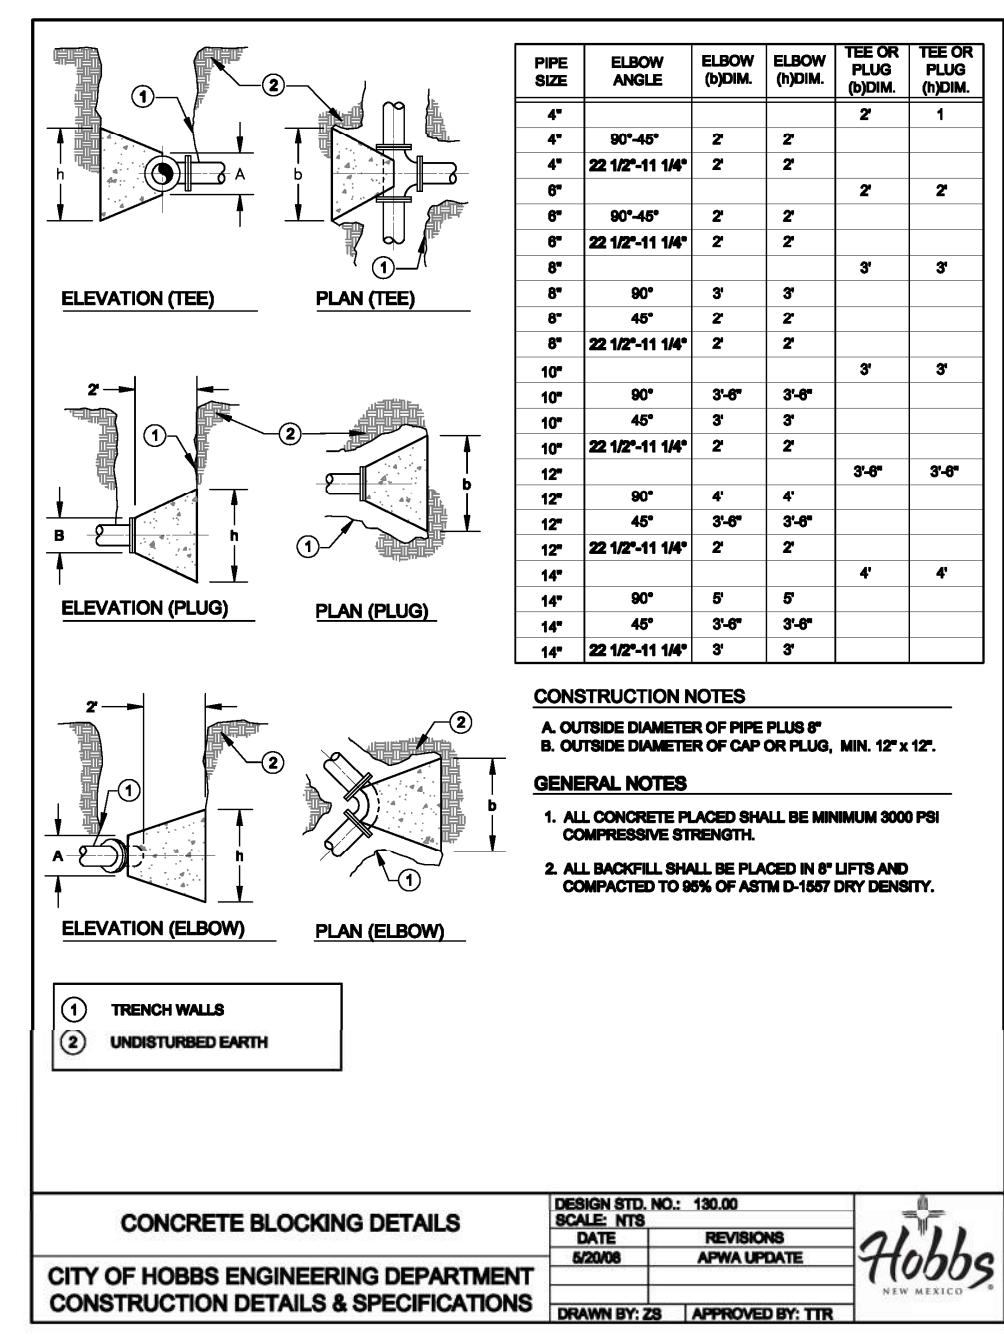 2
1
h
A
b
1
ELEVATION (TEE)
PLAN (TEE)
2'
1
2
B
h
b
1
ELEVATION (PLUG)
PLAN (PLUG)
2'
2
2
1
A
h
b
1
ELEVATION (ELBOW)
PLAN (ELBOW)
1 TRENCH WALLS
2 UNDISTURBED EARTH
PIPE SIZE ELBOW ANGLE ELBOW (b)DIM. ELBOW (h)DIM. TEE OR PLUG (b)DIM. TEE OR PLUG (h)DIM.
4" 2' 1
4" 90°-45° 2' 2'
4" 22 1/2°-11 1/4° 2' 2'
6" 2' 2'
6" 90°-45° 2' 2'
6" 22 1/2°-11 1/4° 2' 2'
8" 3' 3'
8" 90° 3' 3'
8" 45° 2' 2'
8" 22 1/2°-11 1/4° 2' 2'
10" 3' 3'
10" 90° 3'-6" 3'-6"
10" 45° 3' 3'
10" 22 1/2°-11 1/4° 2' 2'
12" 3'-6" 3'-6"
12" 90° 4' 4'
12" 45° 3'-6" 3'-6"
12" 22 1/2°-11 1/4° 2' 2'
14" 4' 4'
14" 90° 5' 5'
14" 45° 3'-6" 3'-6"
14" 22 1/2°-11 1/4° 3' 3'
CONSTRUCTION NOTES
A. OUTSIDE DIAMETER OF PIPE PLUS 8"
B. OUTSIDE DIAMETER OF CAP OR PLUG, MIN. 12" x 12".
GENERAL NOTES
1. ALL CONCRETE PLACED SHALL BE MINIMUM 3000 PSI
COMPRESSIVE STRENGTH.
2. ALL BACKFILL SHALL BE PLACED IN 8" LIFTS AND
COMPACTED TO 95% OF ASTM D-1557 DRY DENSITY.
CONCRETE BLOCKING DETAILS
CITY OF HOBBS ENGINEERING DEPARTMENT
CONSTRUCTION DETAILS & SPECIFICATIONS
DESIGN STD. NO.: 130.00
SCALE: NTS
DATE REVISIONS
5/20/08 APWA UPDATE
DRAWN BY: ZS APPROVED BY: TTR
Hobbs
NEW MEXICO